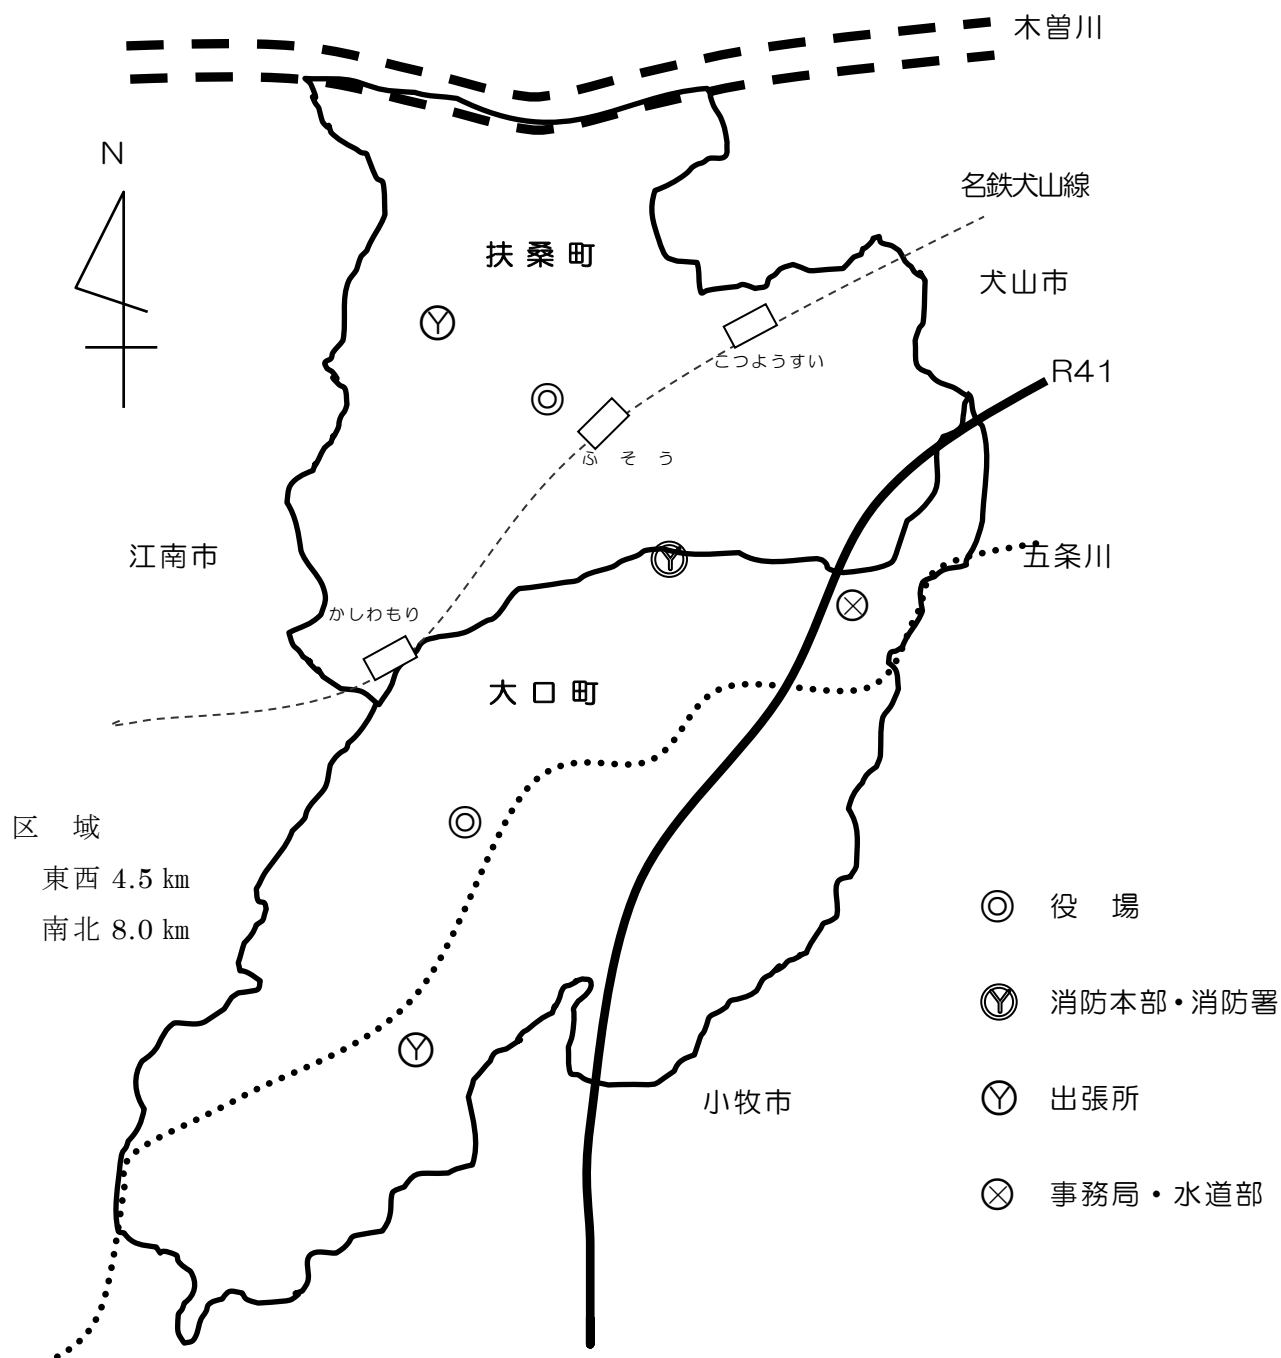 木曽川
N
名鉄犬山線
扶桑町
犬山市
こつようすい
R41
ふ そ う
江南市
五条川
かしわもり
大口町
区 域
東西 4.5 ㎞
南北 8.0 ㎞
役 場
消防本部・消防署
小牧市
出張所
事務局・水道部